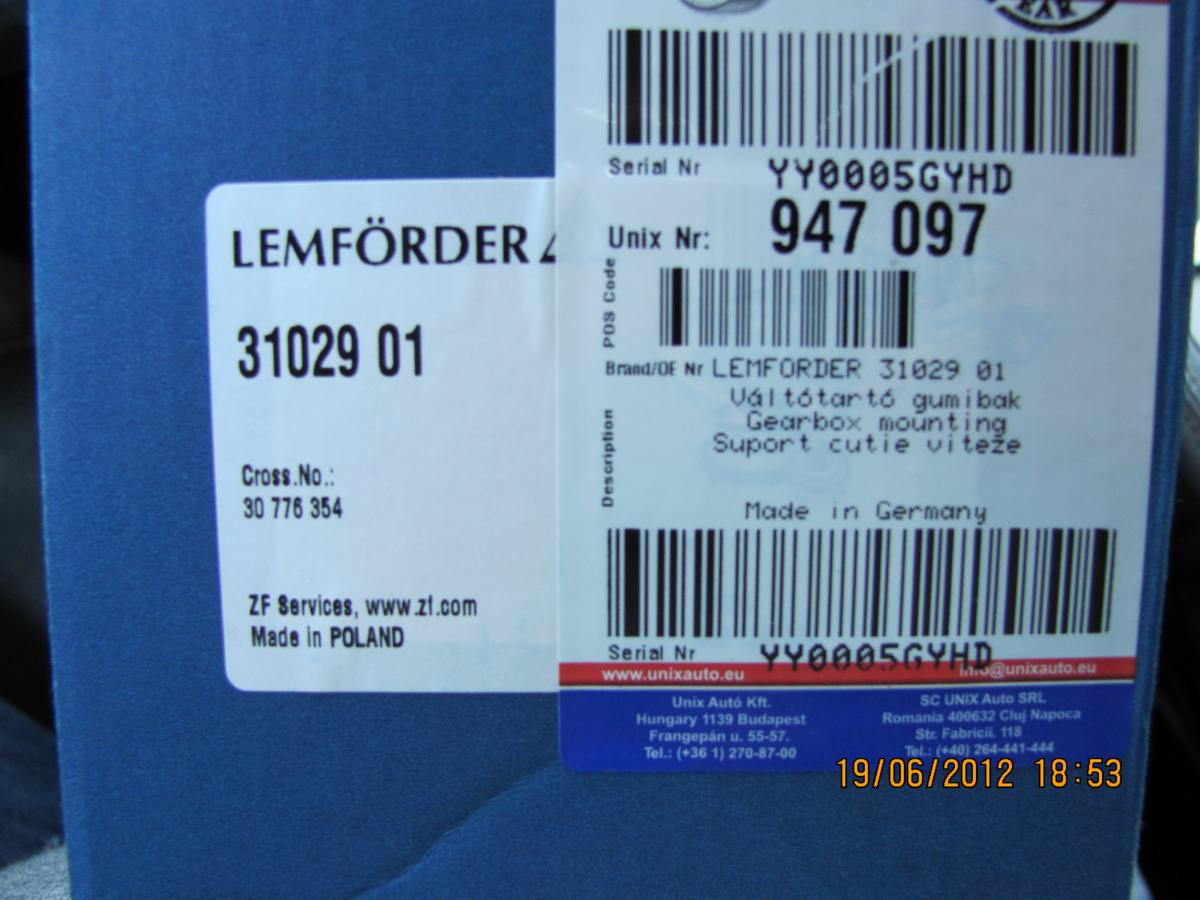 LEMFÖRDER
31029 01
Cross.No.:
30 776 354
ZF Services, www.zf.com
Made in POLAND
Serial Nr YY0005GYHD
Unix Nr: 947 097
POS Code
Brand/OE Nr LEMFORDER 31029 01
Description
Váltótartó gumibak
Gearbox mounting
Suport cutie viteze
Made in Germany
Serial Nr YY0005GYHD
www.unixauto.eu info@unixauto.eu
Unix Autó Kft.
Hungary 1139 Budapest
Frangepán u. 55-57.
Tel.: (+36 1) 270-87-00
SC UNIX Auto SRL
Romania 400632 Cluj Napoca
Str. Fabricii. 118
Tel.: (+40) 264-441-444
19/06/2012 18:53